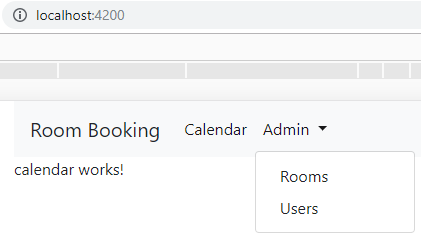 localhost:4200
Room Booking Calendar Admin
calendar works!
Rooms
Users